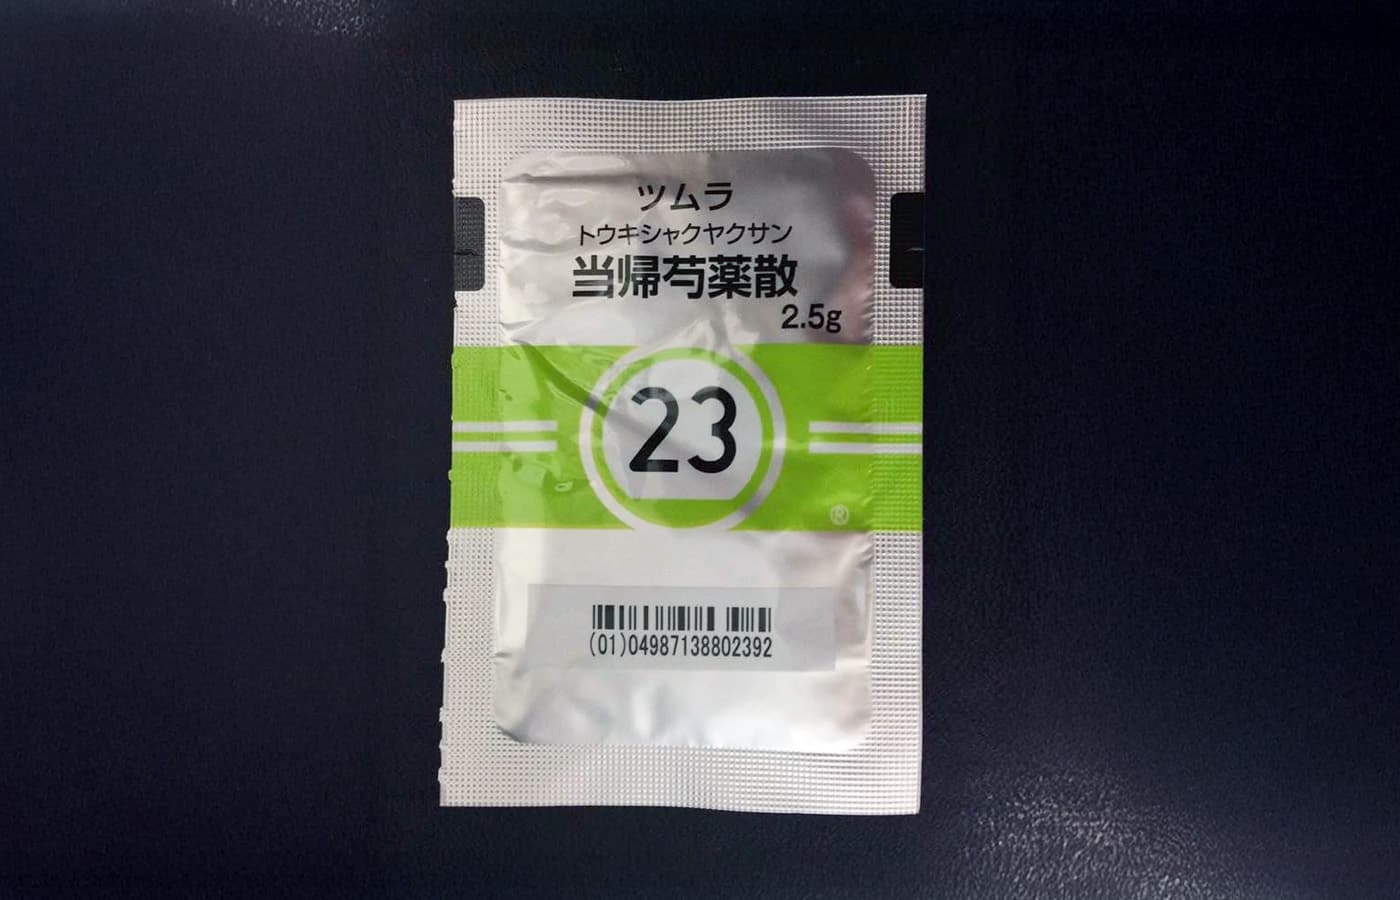 ツムラ
トウキシャクヤクサン
当帰芍薬散
2.5g
23
®
(01)04987138802392